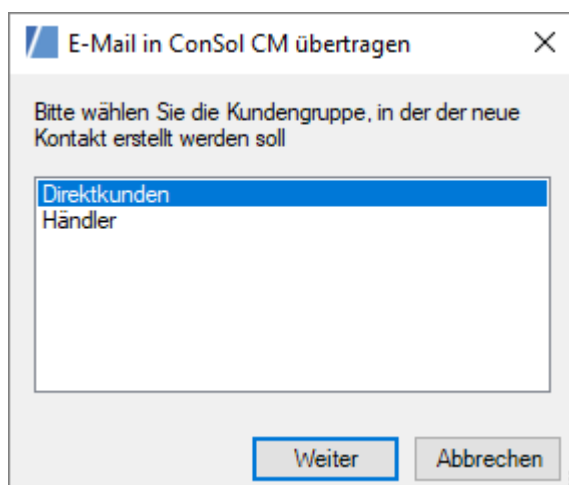 E-Mail in ConSol CM übertragen
Bitte wählen Sie die Kundengruppe, in der der neue
Kontakt erstellt werden soll
Direktkunden
Händler
Weiter
Abbrechen